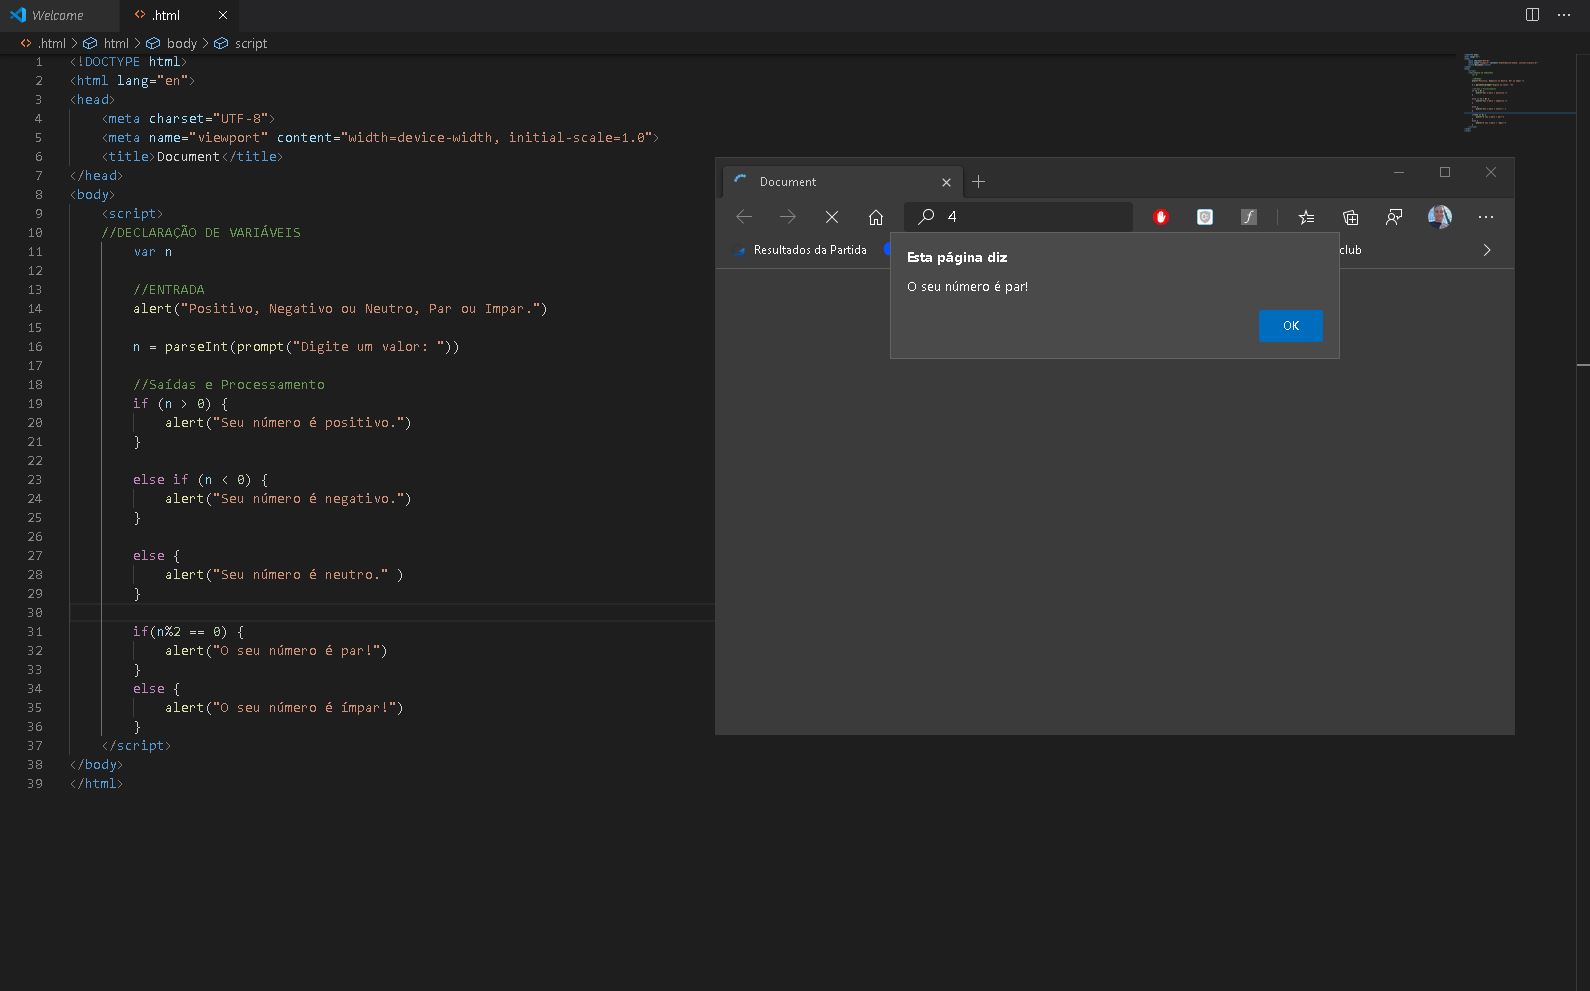 Welcome
.html
.html > html > body > script
1 <!DOCTYPE html>
2 <html lang="en">
3 <head>
4 <meta charset="UTF-8">
5 <meta name="viewport" content="width=device-width, initial-scale=1.0">
6 <title>Document</title>
7 </head>
8 <body>
9 <script>
10 //DECLARAÇÃO DE VARIÁVEIS
11 var n
12
13 //ENTRADA
14 alert("Positivo, Negativo ou Neutro, Par ou Impar.")
15
16 n = parseInt(prompt("Digite um valor: "))
17
18 //Saídas e Processamento
19 if (n > 0) {
20 alert("Seu número é positivo.")
21 }
22
23 else if (n < 0) {
24 alert("Seu número é negativo.")
25 }
26
27 else {
28 alert("Seu número é neutro." )
29 }
30
31 if(n%2 == 0) {
32 alert("O seu número é par!")
33 }
34 else {
35 alert("O seu número é ímpar!")
36 }
37 </script>
38 </body>
39 </html>
Document
4
Resultados da Partida
club
Esta página diz
O seu número é par!
OK